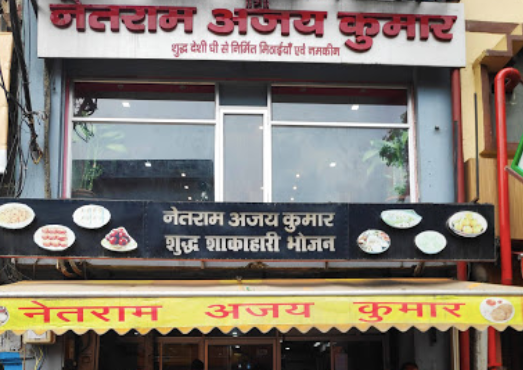 नेतराम अजय कुमार
शुद्ध देशी घी से निर्मित मिठाईयाँ एवं नमकीन
नेतराम अजय कुमार
शुद्ध शाकाहारी भोजन
नेतराम अजय कुमार